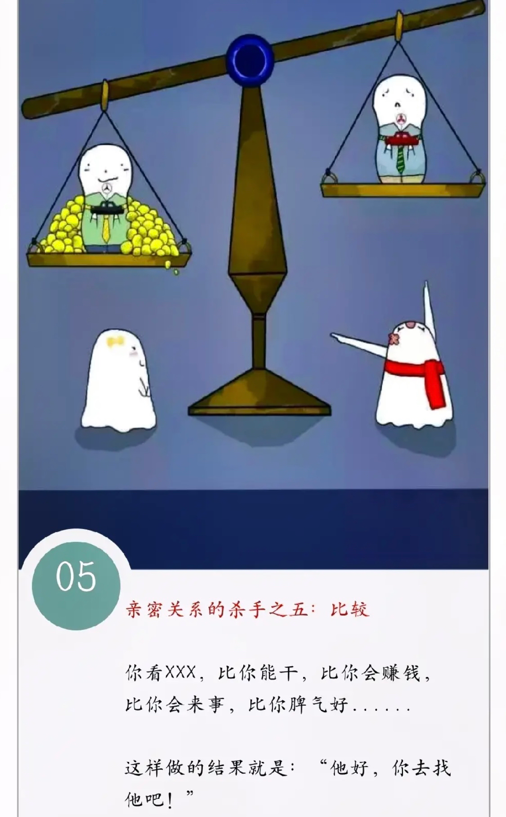 05
亲密关系的杀手之五：比较
你看XXX，比你能干，比你会赚钱，
比你会来事，比你脾气好......
这样做的结果就是：“他好，你去找
他吧！”